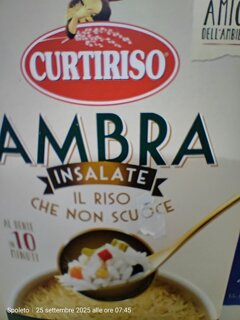 AMIC
DELL'AMBIE
CURTIRISO
AMBRA
INSALATE
IL RISO
CHE NON SCUOCE
AL DENTE
IN 10
MINUTI
Spoleto | 25 settembre 2025 alle ore 07:45